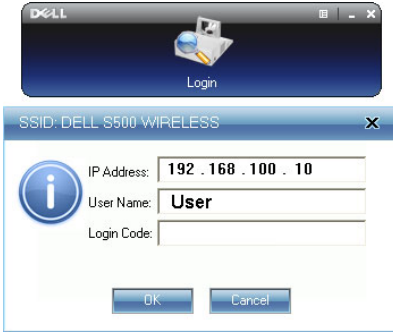 DELL
Login
SSID: DELL S500 WIRELESS
IP Address: 192 . 168 . 100 . 10
User Name: User
Login Code:
OK Cancel